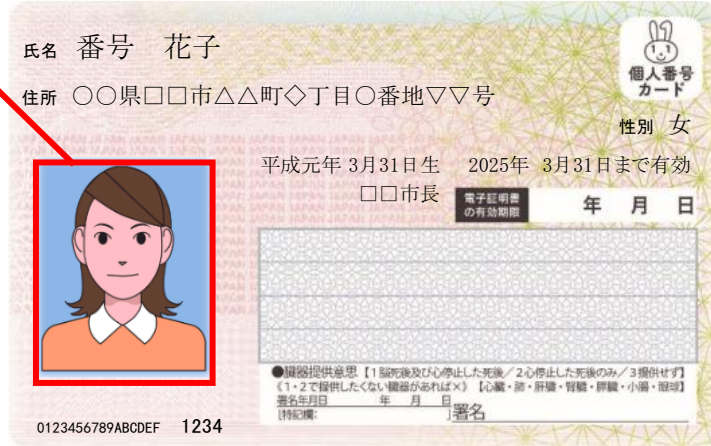 氏名 番号 花子
個人番号
カード
住所 ○○県□□市△△町◇丁目○番地▽▽号
性別 女
平成元年 3月31日生 2025年 3月31日まで有効
□□市長
電子証明書
の有効期限
年 月 日
●臓器提供意思【1脳死後及び心停止した死後/2心停止した死後のみ/3提供せず】
《1・2で提供したくない臓器があれば×》【心臓・肺・肝臓・腎臓・膵臓・小腸・眼球】
署名年月日 年 月 日
[特記欄: ]署名
0123456789ABCDEF 1234